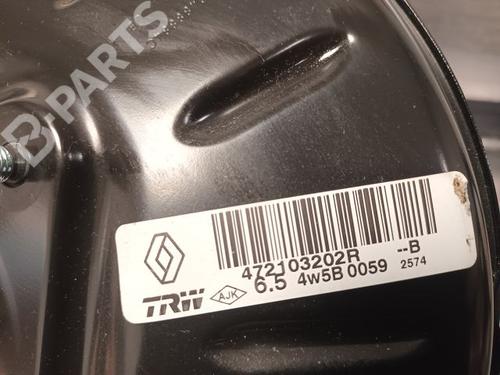 B-PARTS
472103202R --B
6.5 4W5B 0059 2574
TRW AJK